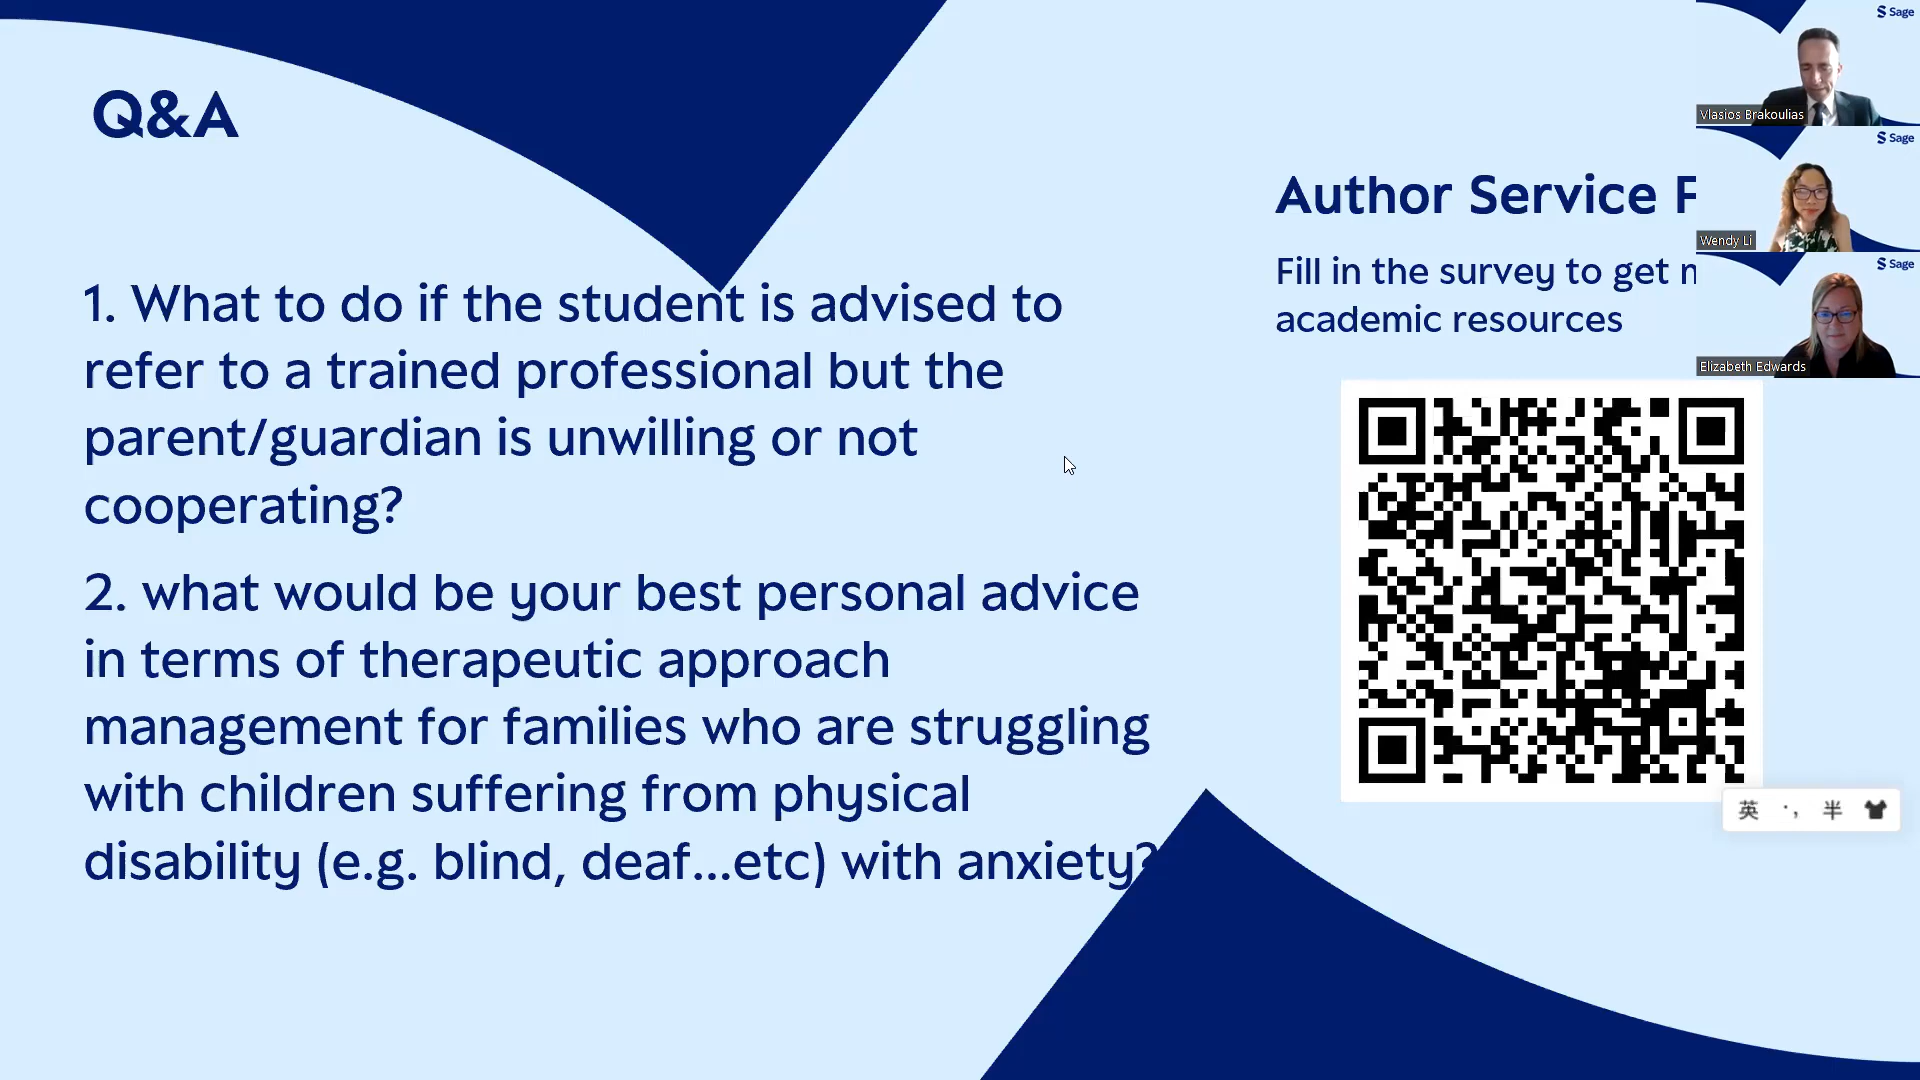 Q&A
1. What to do if the student is advised to
refer to a trained professional but the
parent/guardian is unwilling or not
cooperating?
2. what would be your best personal advice
in terms of therapeutic approach
management for families who are struggling
with children suffering from physical
disability (e.g. blind, deaf...etc) with anxiety?
Author Service
Fill in the survey to get
academic resources
Sage
Vlasios Brakoulias
Sage
Wendy Li
Sage
Elizabeth Edwards
英 ·, 半